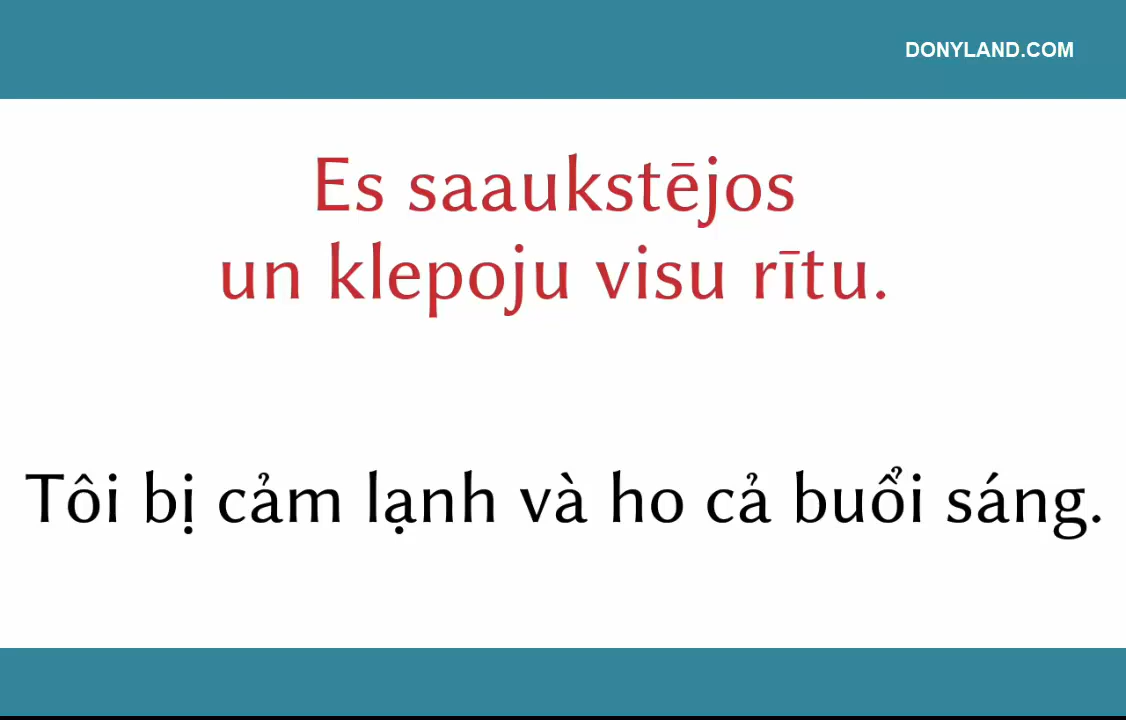 DONYLAND.COM
Es saaukstējos
un klepoju visu rītu.
Tôi bị cảm lạnh và ho cả buổi sáng.